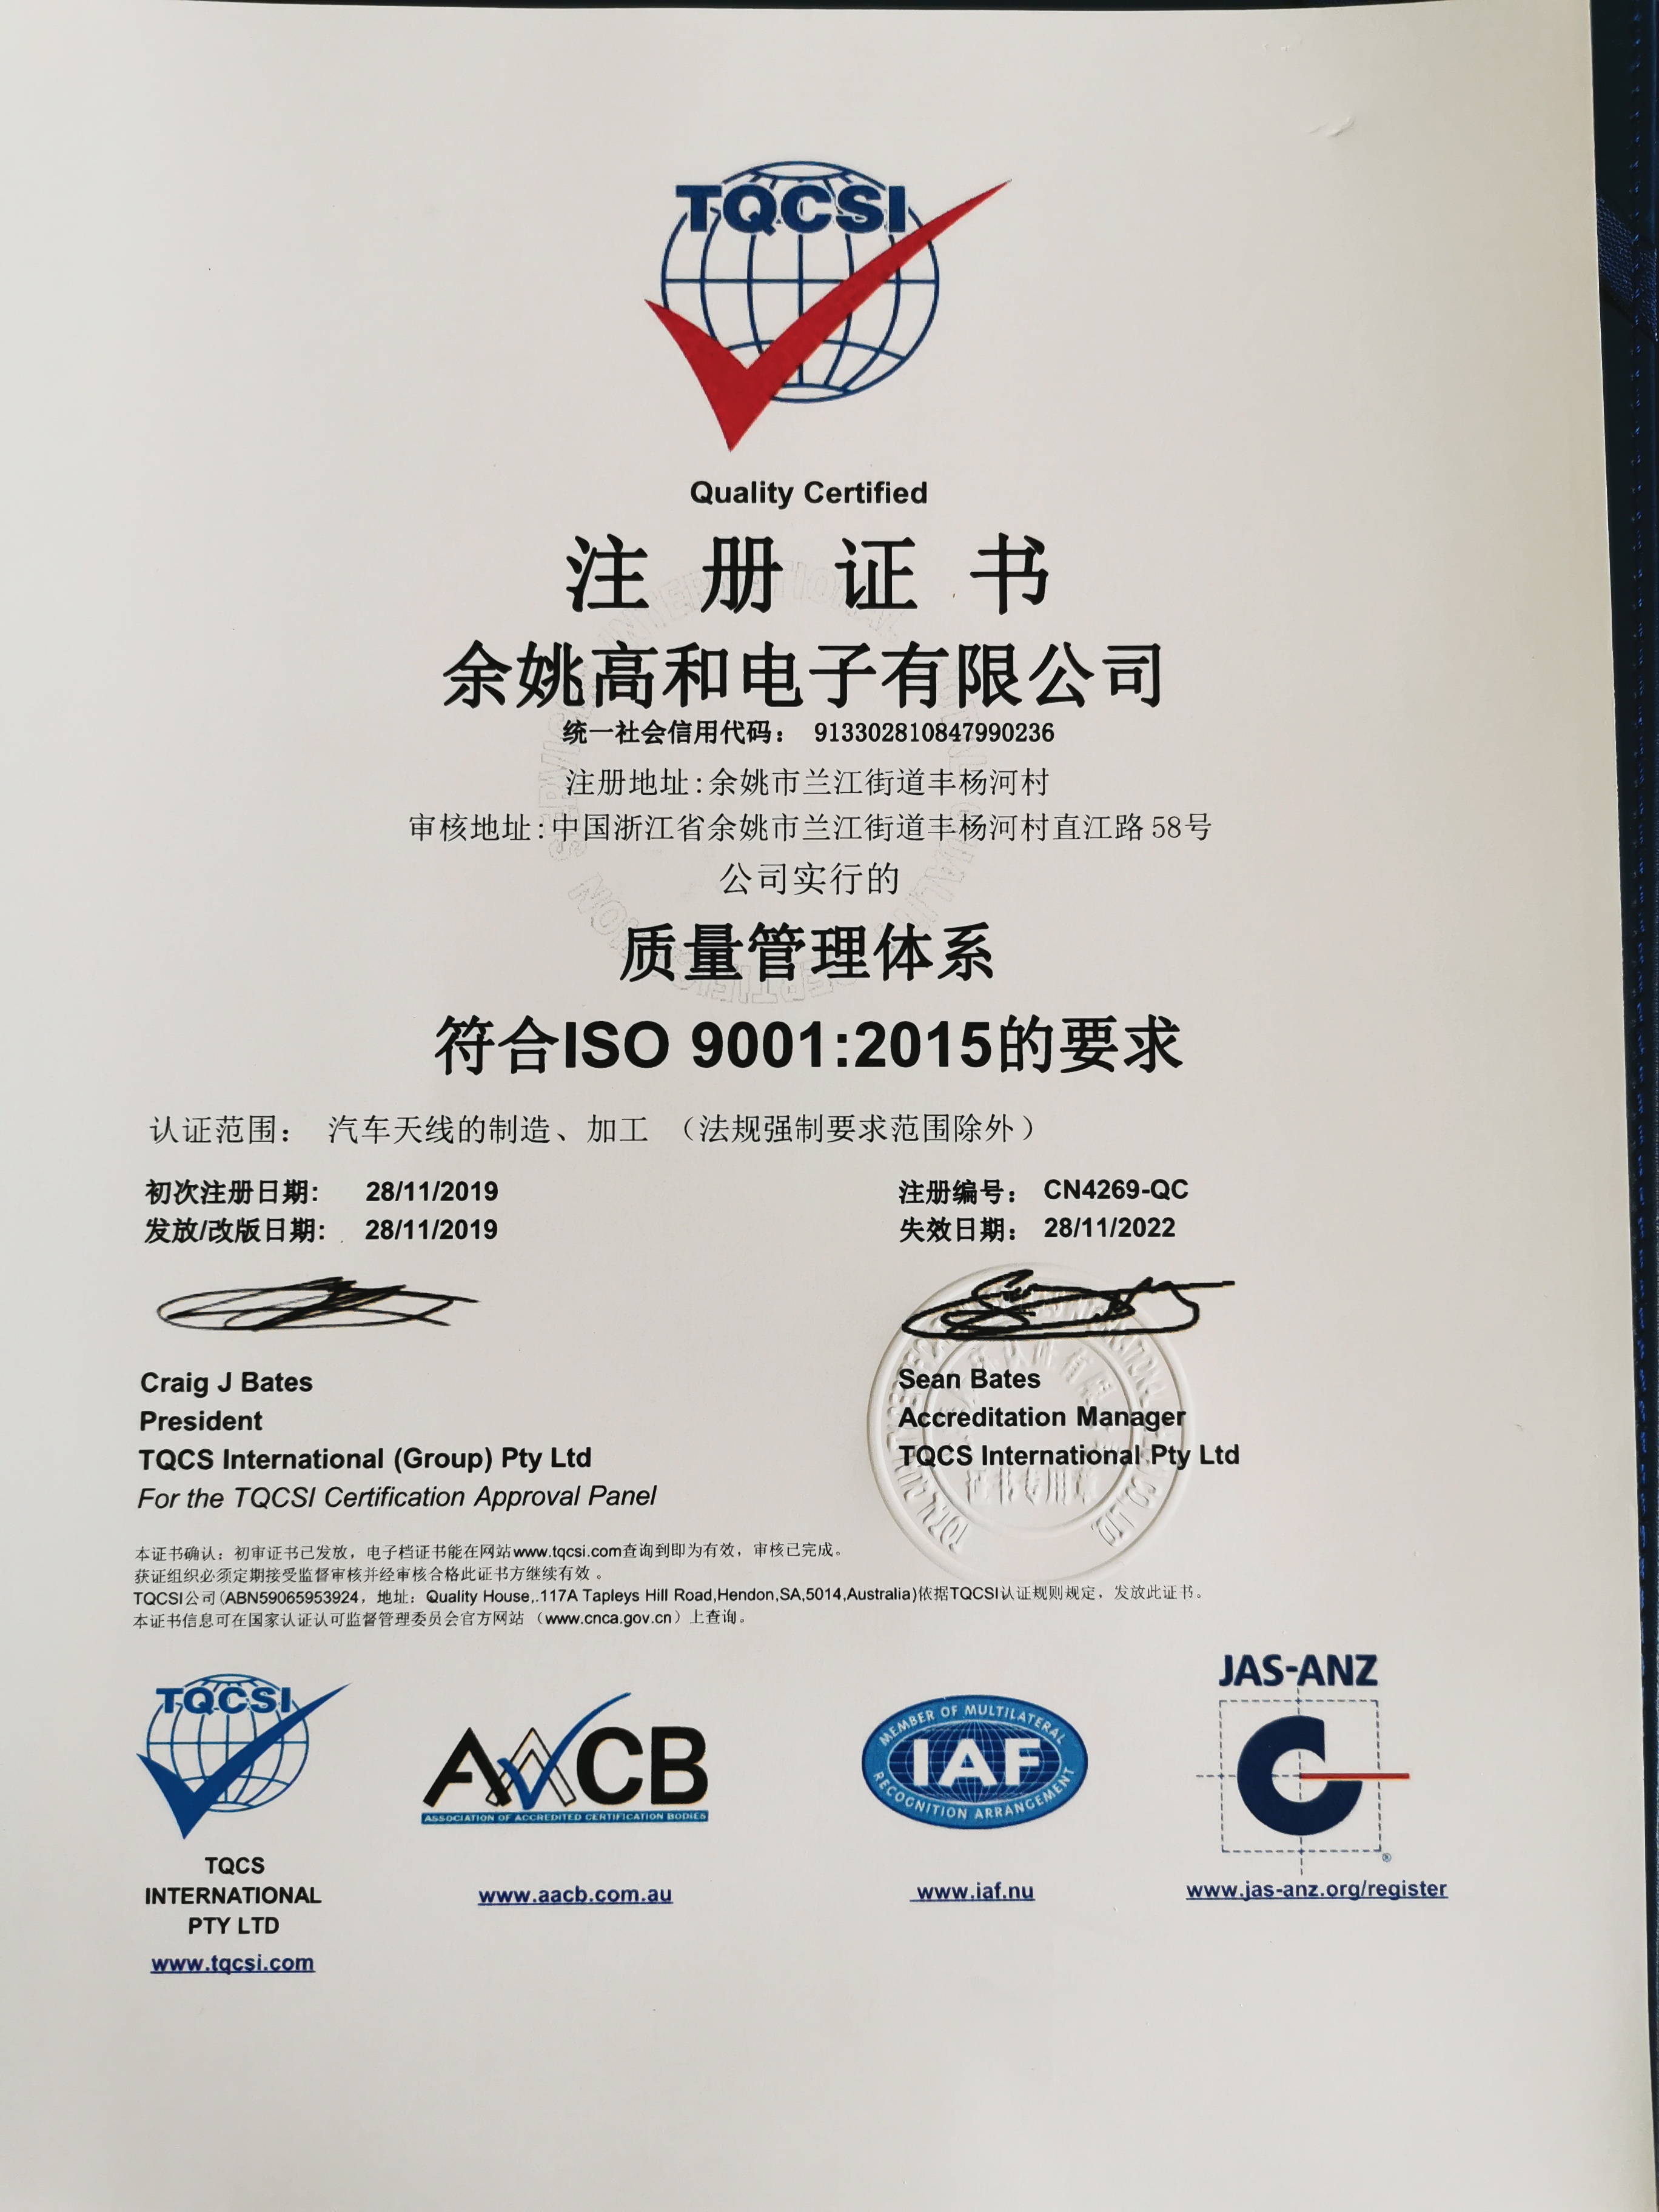 TQCSI
Quality Certified
注册证书
余姚高和电子有限公司
统一社会信用代码： 913302810847990236
注册地址:余姚市兰江街道丰杨河村
审核地址:中国浙江省余姚市兰江街道丰杨河村直江路58号
公司实行的
质量管理体系
符合ISO 9001:2015的要求
认证范围： 汽车天线的制造、加工 （法规强制要求范围除外）
初次注册日期: 28/11/2019
注册编号： CN4269-QC
发放/改版日期: 28/11/2019
失效日期： 28/11/2022
Craig J Bates
President
TQCS International (Group) Pty Ltd
For the TQCSI Certification Approval Panel
Sean Bates
Accreditation Manager
TQCS International Pty Ltd
证书专用章
本证书确认：初审证书已发放，电子档证书能在网站www.tqcsi.com查询到即为有效，审核已完成。
获证组织必须定期接受监督审核并经审核合格此证书方继续有效 。
TQCSI公司(ABN59065953924，地址：Quality House,.117A Tapleys Hill Road,Hendon,SA,5014,Australia)依据TQCSI认证规则规定，发放此证书。
本证书信息可在国家认证认可监督管理委员会官方网站 （www.cnca.gov.cn）上查询。
TQCSI
TQCS
INTERNATIONAL
PTY LTD
www.tqcsi.com
AACB
ASSOCIATION OF ACCREDITED CERTIFICATION BODIES
www.aacb.com.au
MEMBER OF MULTILATERAL
IAF
RECOGNITION ARRANGEMENT
www.iaf.nu
JAS-ANZ
®
www.jas-anz.org/register